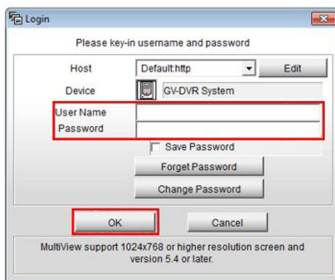 Login
Please key-in username and password
Host Default:http Edit
Device GV-DVR System
User Name
Password
Save Password
Forget Password
Change Password
OK Cancel
MultiView support 1024x768 or higher resolution screen and
version 5.4 or later.